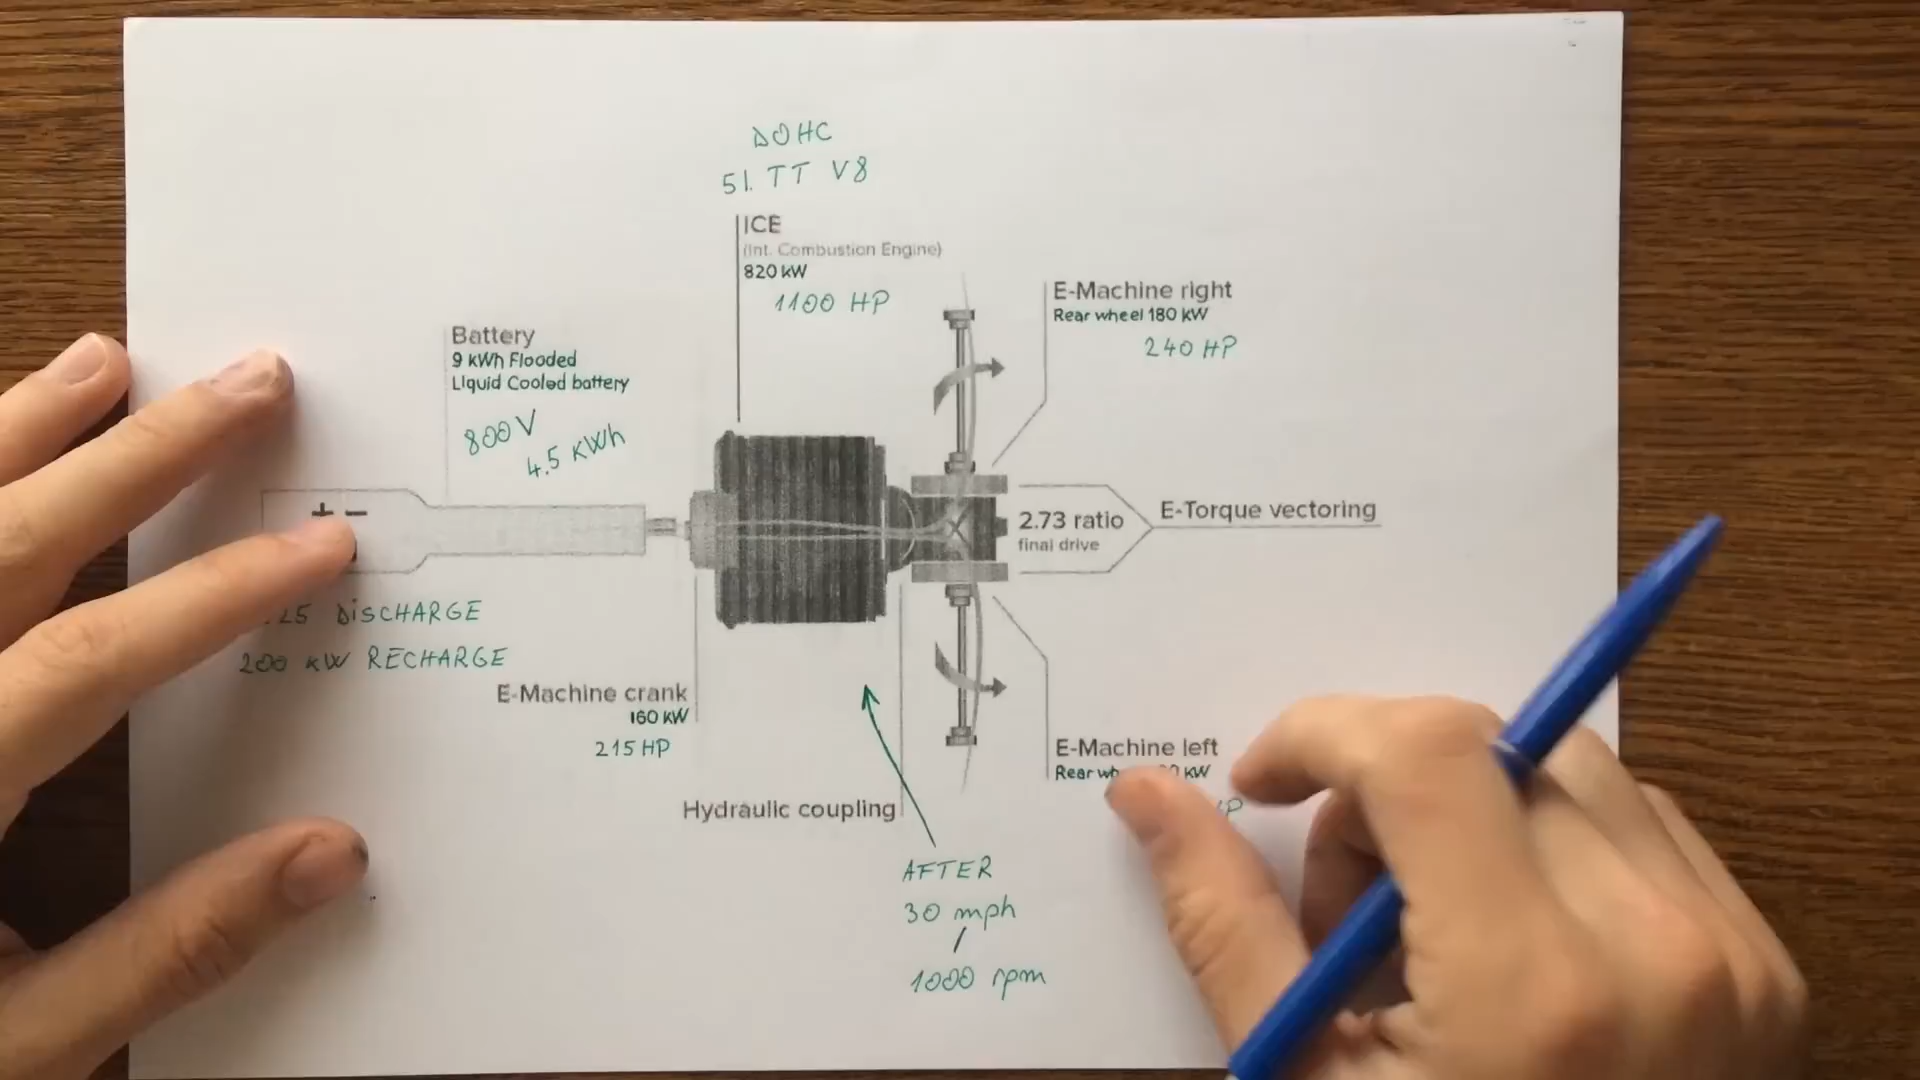 DOHC
5l. TT V8
ICE
(Int. Combustion Engine)
820 kW
1100 HP
E-Machine right
Rear wheel 180 kW
240 HP
Battery
9 kWh Flooded
Liquid Cooled battery
800V
4.5 KWh
+ -
2.73 ratio
final drive
E-Torque vectoring
DISCHARGE
200 KW RECHARGE
E-Machine crank
160 kW
215 HP
E-Machine left
Rear kW
Hydraulic coupling
AFTER
30 mph
/
1000 rpm